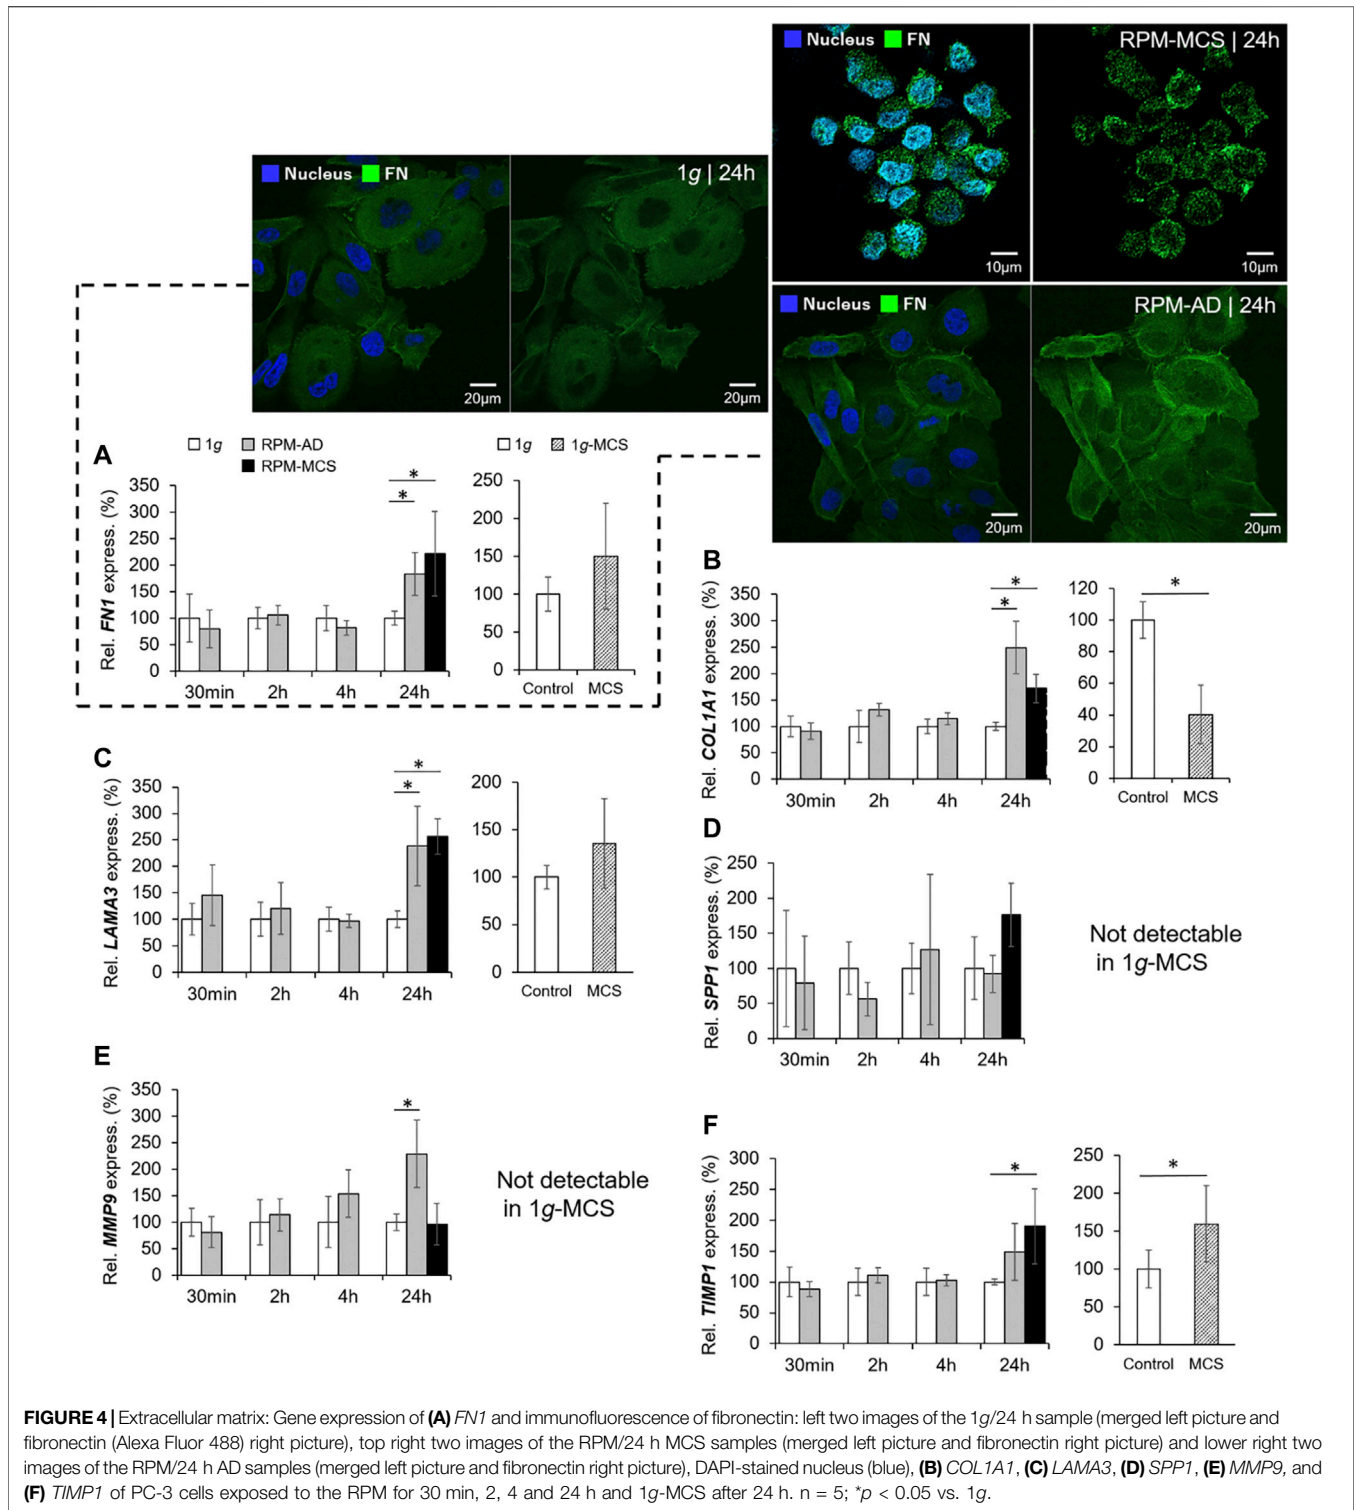 Nucleus FN
RPM-MCS | 24h
10µm
10µm
Nucleus FN
1g | 24h
20µm
20µm
Nucleus FN
RPM-AD | 24h
20µm
20µm
A
1g
RPM-AD
RPM-MCS
1g
1g-MCS
Rel. FN1 express. (%)
350
300
250
200
150
100
50
0
30min 2h 4h 24h
*
*
250
200
150
100
50
0
Control MCS
B
Rel. COL1A1 express. (%)
350
300
250
200
150
100
50
0
30min 2h 4h 24h
*
*
120
100
80
60
40
20
0
Control MCS
*
C
Rel. LAMA3 express. (%)
350
300
250
200
150
100
50
0
30min 2h 4h 24h
*
*
200
150
100
50
0
Control MCS
D
Rel. SPP1 express. (%)
250
200
150
100
50
0
30min 2h 4h 24h
Not detectable
in 1g-MCS
E
Rel. MMP9 express. (%)
350
300
250
200
150
100
50
0
30min 2h 4h 24h
*
Not detectable
in 1g-MCS
F
Rel. TIMP1 express. (%)
300
250
200
150
100
50
0
30min 2h 4h 24h
*
250
200
150
100
50
0
Control MCS
*
FIGURE 4 | Extracellular matrix: Gene expression of (A) FN1 and immunofluorescence of fibronectin: left two images of the 1g/24 h sample (merged left picture and
fibronectin (Alexa Fluor 488) right picture), top right two images of the RPM/24 h MCS samples (merged left picture and fibronectin right picture) and lower right two
images of the RPM/24 h AD samples (merged left picture and fibronectin right picture), DAPI-stained nucleus (blue), (B) COL1A1, (C) LAMA3, (D) SPP1, (E) MMP9, and
(F) TIMP1 of PC-3 cells exposed to the RPM for 30 min, 2, 4 and 24 h and 1g-MCS after 24 h. n = 5; *p < 0.05 vs. 1g.